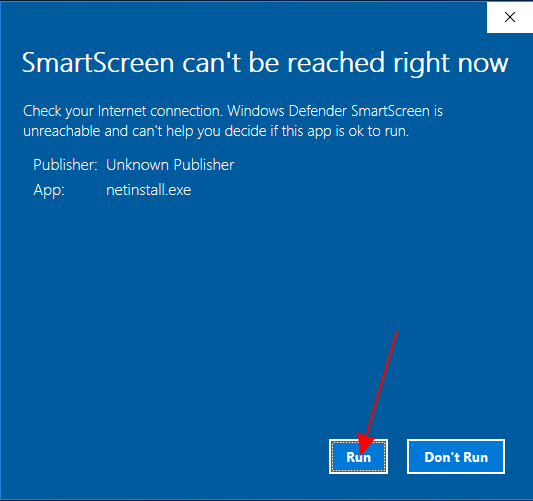 SmartScreen can't be reached right now
Check your Internet connection. Windows Defender SmartScreen is
unreachable and can't help you decide if this app is ok to run.
Publisher: Unknown Publisher
App: netinstall.exe
Run Don't Run